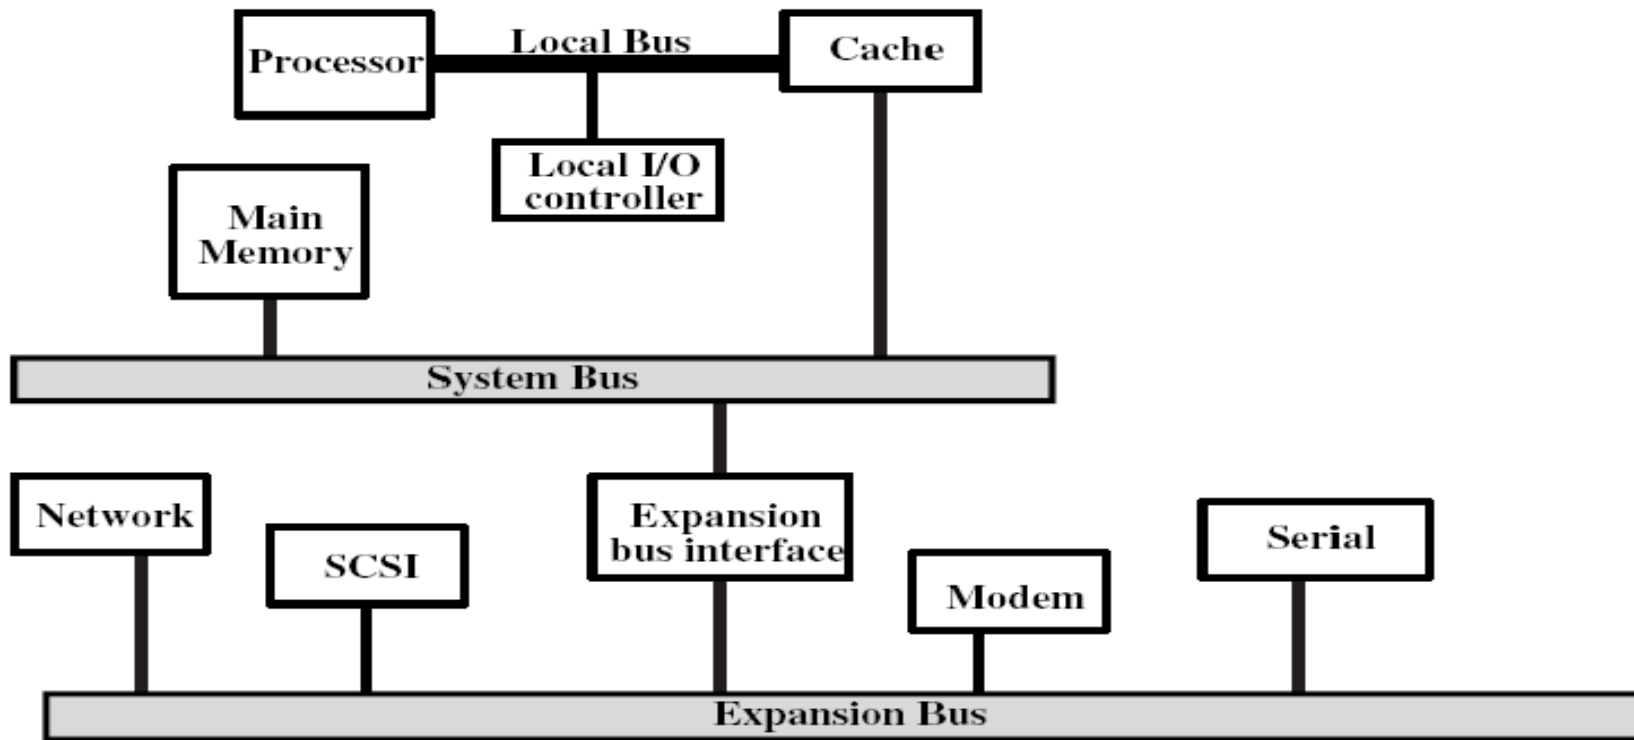 Local Bus
Processor
Cache
Local I/O
controller
Main
Memory
System Bus
Network
SCSI
Expansion
bus interface
Modem
Serial
Expansion Bus